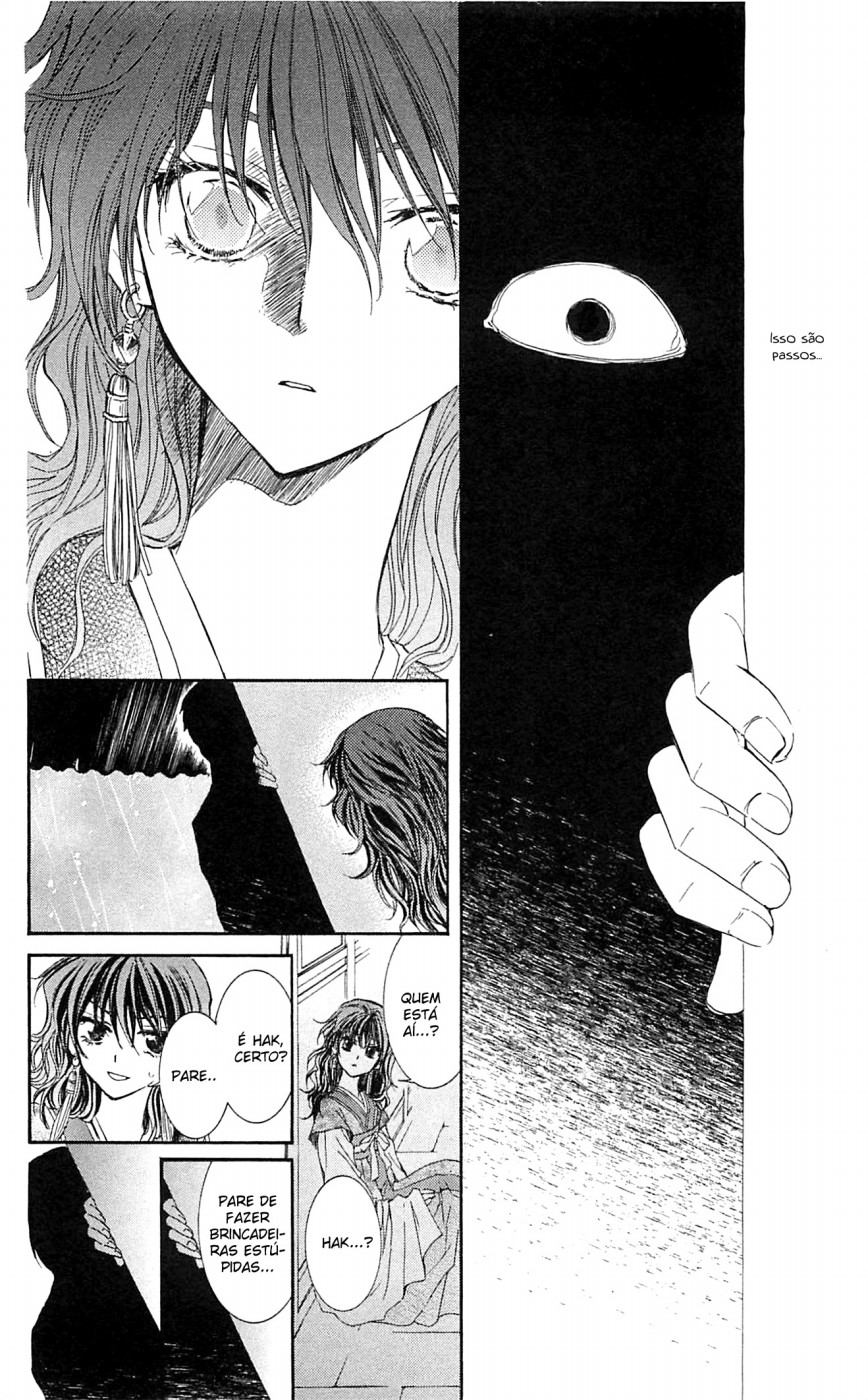 Isso são
passos...
QUEM
ESTÁ
AÍ...?
HAK...?
É HAK,
CERTO?
PARE..
PARE DE
FAZER
BRINCADEI-
RAS ESTÚ-
PIDAS...